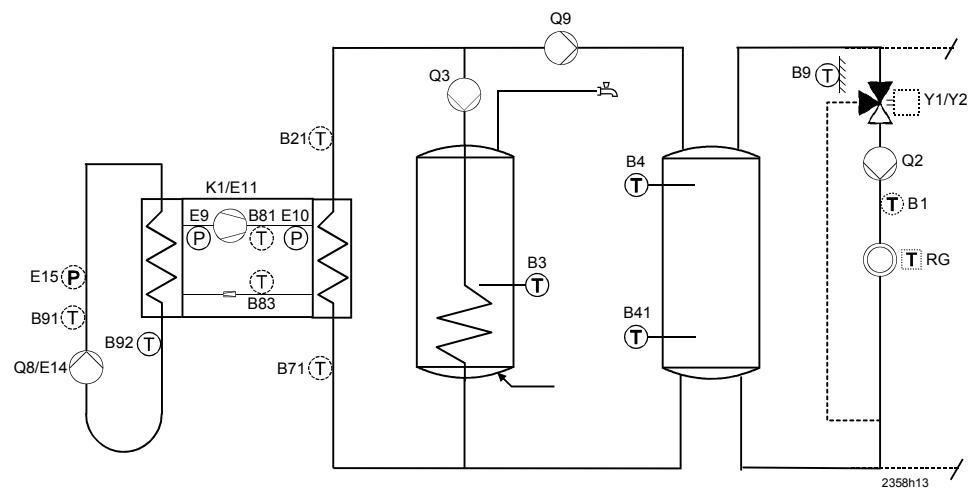 Q9
B9 T
Q3
Y1/Y2
B21 T
B4
T
Q2
K1/E11
T B1
E9 B81 E10
P T P
B3
T
T RG
E15 P
T
B83
B91 T
B41
T
B92 T
Q8/E14
B71 T
2358h13